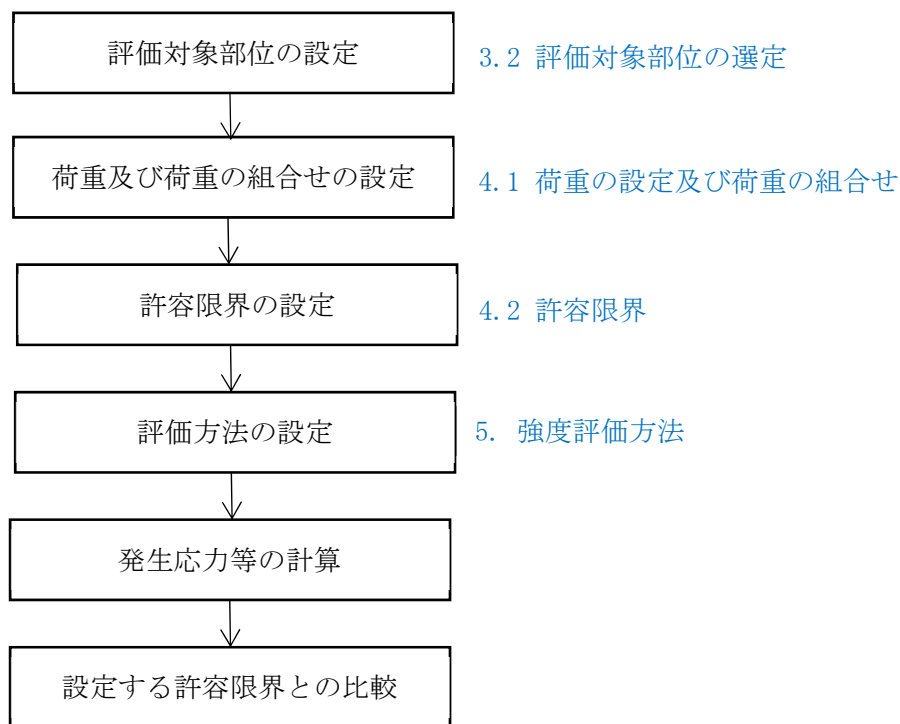 評価対象部位の設定
3.2 評価対象部位の選定
荷重及び荷重の組合せの設定
4.1 荷重の設定及び荷重の組合せ
許容限界の設定
4.2 許容限界
評価方法の設定
5. 強度評価方法
発生応力等の計算
設定する許容限界との比較